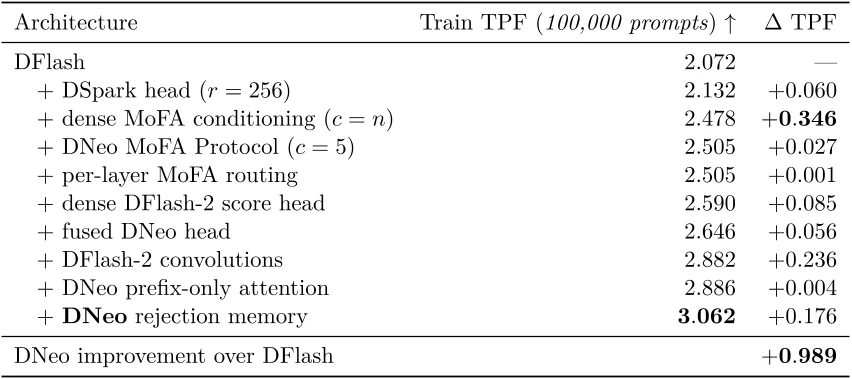 Architecture Train TPF (100,000 prompts) ↑ Δ TPF
DFlash 2.072 —
+ DSpark head (r = 256) 2.132 +0.060
+ dense MoFA conditioning (c = n) 2.478 +0.346
+ DNeo MoFA Protocol (c = 5) 2.505 +0.027
+ per-layer MoFA routing 2.505 +0.001
+ dense DFlash-2 score head 2.590 +0.085
+ fused DNeo head 2.646 +0.056
+ DFlash-2 convolutions 2.882 +0.236
+ DNeo prefix-only attention 2.886 +0.004
+ DNeo rejection memory 3.062 +0.176
DNeo improvement over DFlash +0.989